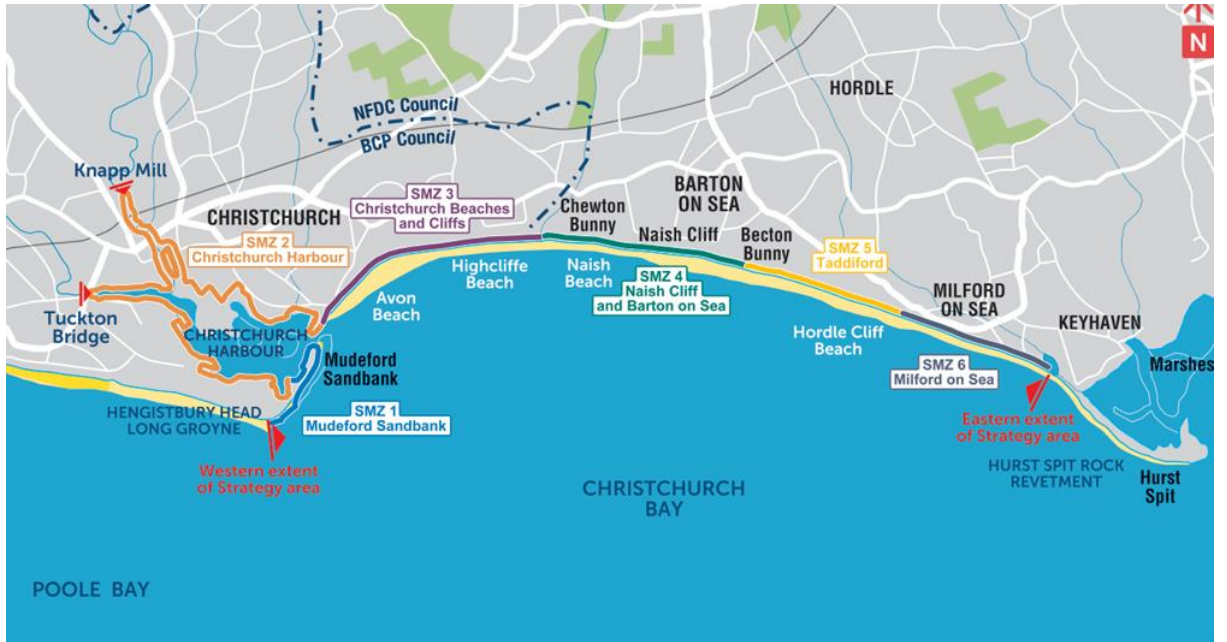 N
HORDLE
NFDC Council
BCP Council
Knapp Mill
SMZ 3
Christchurch Beaches
and Cliffs
BARTON
ON SEA
CHRISTCHURCH
Chewton
Bunny
SMZ 2
Christchurch Harbour
Naish Cliff
Becton
Bunny
SMZ 5
Taddiford
Highcliffe
Beach
Naish
Beach
SMZ 4
Naish Cliff
and Barton on Sea
MILFORD
ON SEA
Avon
Beach
Tuckton
Bridge
CHRISTCHURCH
HARBOUR
KEYHAVEN
Hordle Cliff
Beach
Mudeford
Sandbank
Marshes
SMZ 6
Milford on Sea
HENGISTBURY HEAD
LONG GROYNE
SMZ 1
Mudeford Sandbank
Eastern extent
of Strategy area
Western extent
of Strategy area
HURST SPIT ROCK
REVETMENT
Hurst
Spit
CHRISTCHURCH
BAY
POOLE BAY